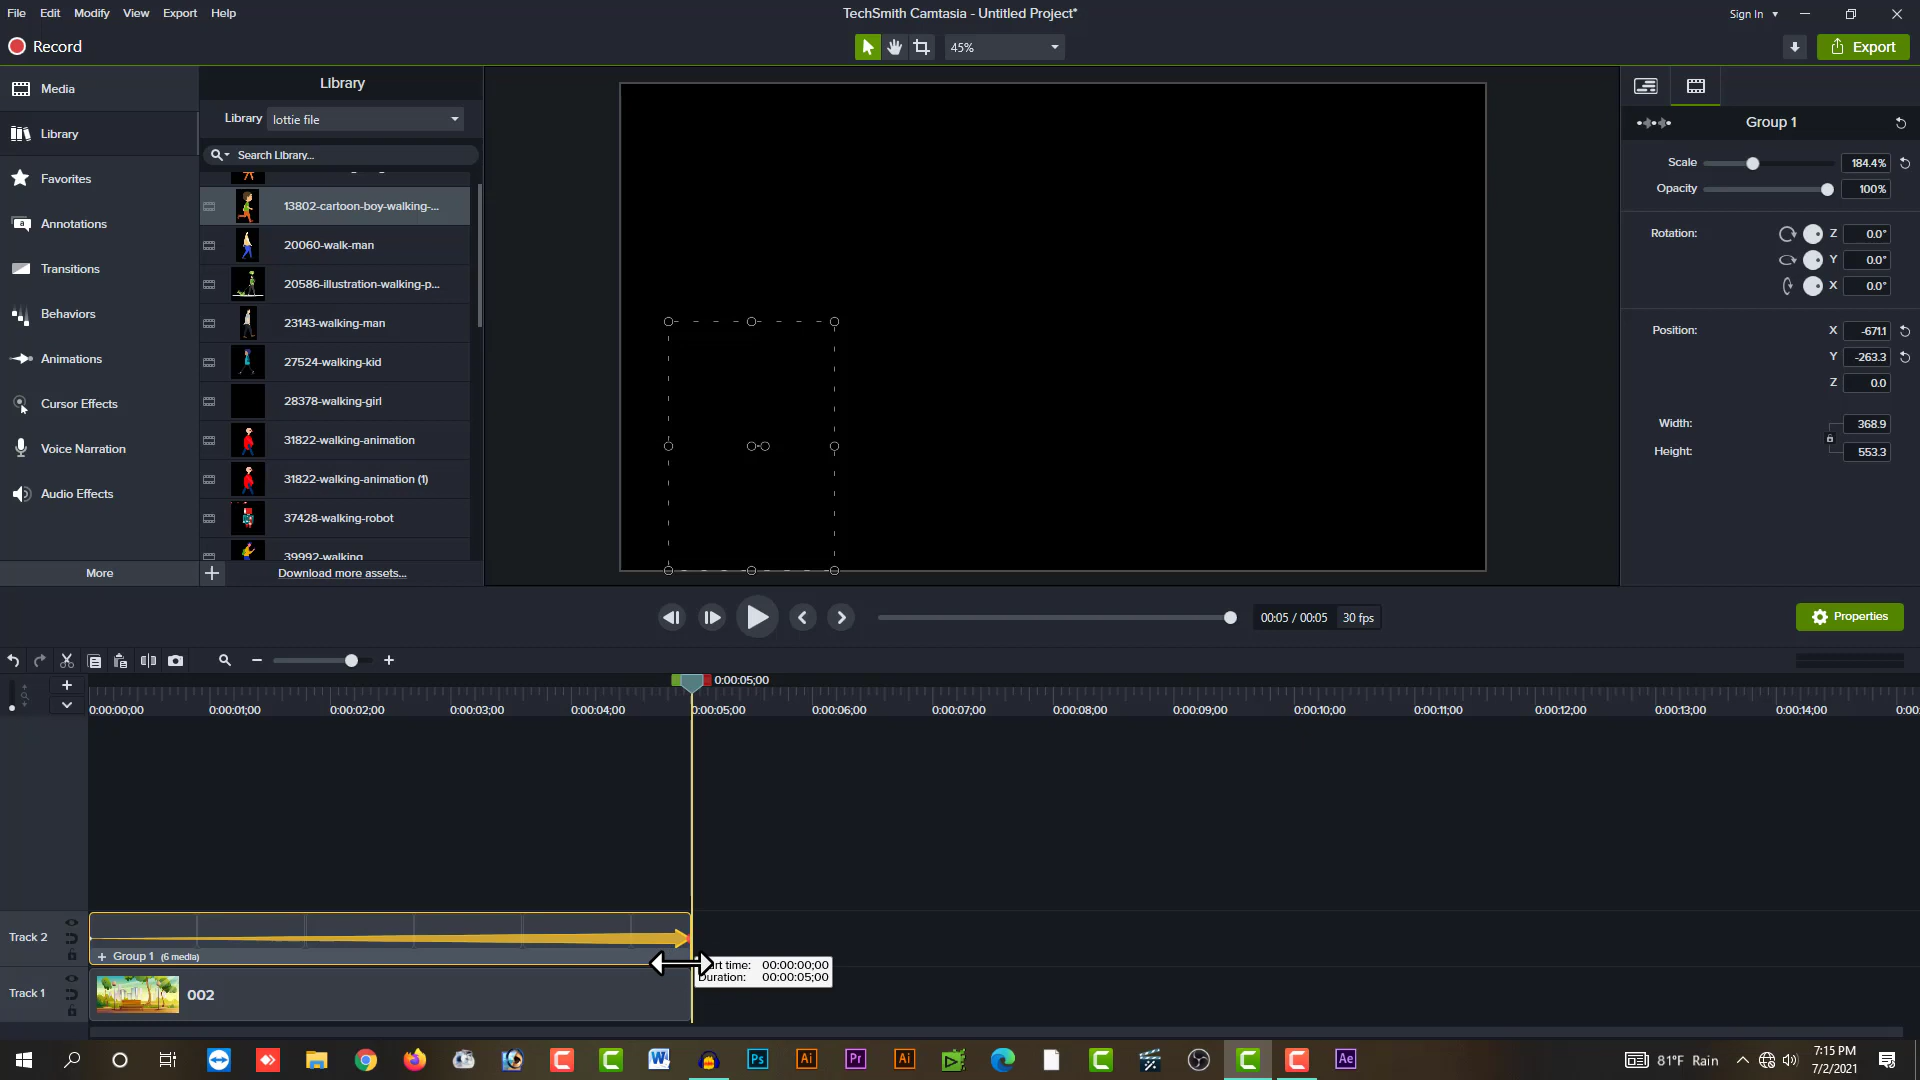 File Edit Modify View Export Help
TechSmith Camtasia - Untitled Project*
Sign In
Record
45%
Export
Media
Library
Favorites
Annotations
Transitions
Behaviors
Animations
Cursor Effects
Voice Narration
Audio Effects
More
Library
Library lottie file
Search Library...
13802-cartoon-boy-walking-...
20060-walk-man
20586-illustration-walking-p...
23143-walking-man
27524-walking-kid
28378-walking-girl
31822-walking-animation
31822-walking-animation (1)
37428-walking-robot
39992-walking
Download more assets...
Group 1
Scale 184.4%
Opacity 100%
Rotation: Z 0.0°
Y 0.0°
X 0.0°
Position: X -671.1
Y -263.3
Z 0.0
Width: 368.9
Height: 553.3
00:05 / 00:05 30 fps
Properties
0:00:05;00
0:00:00;00 0:00:01;00 0:00:02;00 0:00:03;00 0:00:04;00 0:00:05;00 0:00:06;00 0:00:07;00 0:00:08;00 0:00:09;00 0:00:10;00 0:00:11;00 0:00:12;00 0:00:13;00 0:00:14;00 0:00
Track 2
Group 1 (6 media)
time: 00:00:00;00
Duration: 00:00:05;00
Track 1
002
Ps
Ai
Pr
Ai
Ae
81°F Rain
7:15 PM
7/2/2021